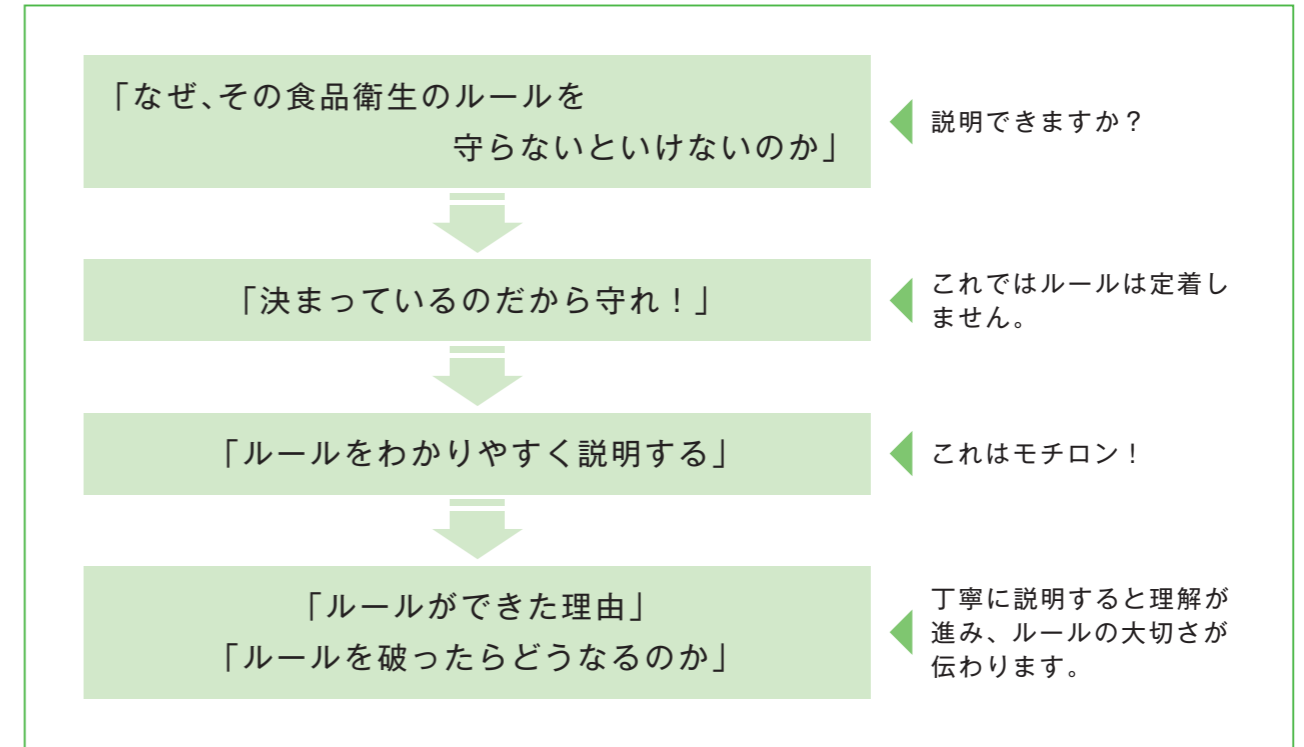 「なぜ、その食品衛生のルールを
守らないといけないのか」
説明できますか？
「決まっているのだから守れ！」
これではルールは定着し
ません。
「ルールをわかりやすく説明する」
これはモチロン！
「ルールができた理由」
「ルールを破ったらどうなるのか」
丁寧に説明すると理解が
進み、ルールの大切さが
伝わります。